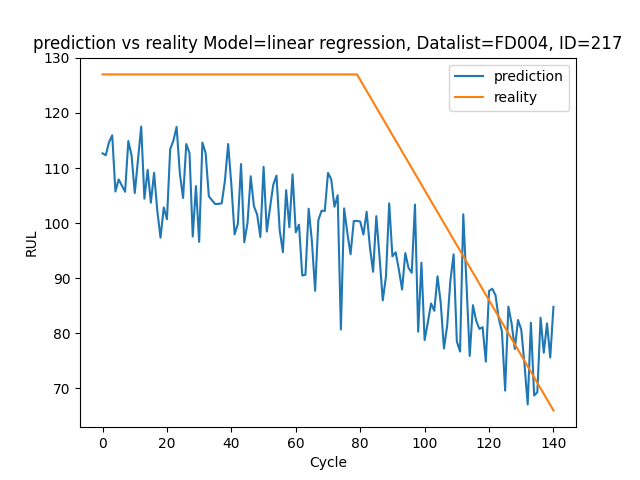 prediction vs reality Model=linear regression, Datalist=FD004, ID=217
prediction
reality
130
120
110
100
90
80
70
RUL
0 20 40 60 80 100 120 140
Cycle